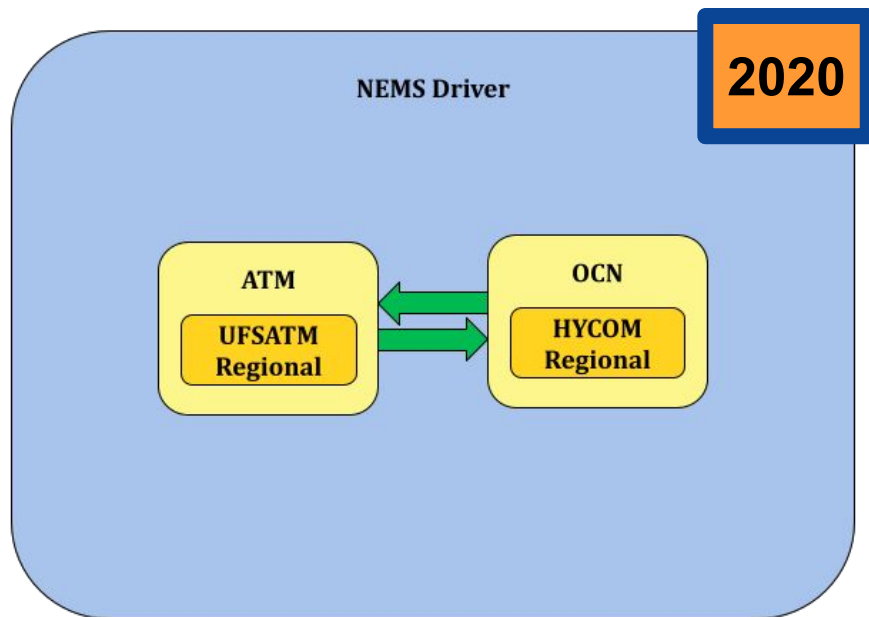 2020
NEMS Driver
ATM
UFSATM
Regional
OCN
HYCOM
Regional